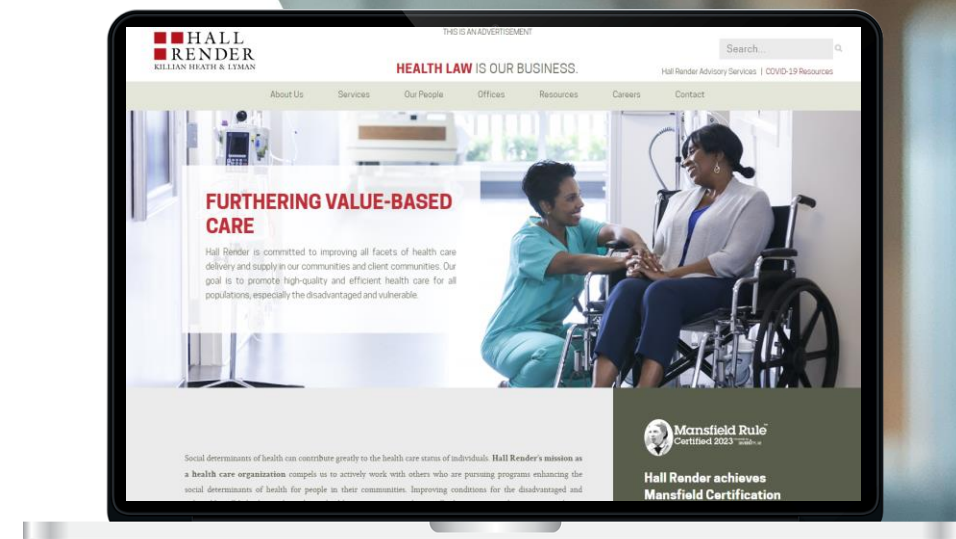 HALL
RENDER
KILLIAN HEATH & LYMAN
THIS IS AN ADVERTISEMENT
HEALTH LAW IS OUR BUSINESS.
Search...
Hall Render Advisory Services | COVID-19 Resources
About Us Services Our People Offices Resources Careers Contact
FURTHERING VALUE-BASED
CARE
Hall Render is committed to improving all facets of health care
delivery and supply in our communities and client communities. Our
goal is to promote high-quality and efficient health care for all
populations, especially the disadvantaged and vulnerable.
Social determinants of health can contribute greatly to the health care status of individuals. Hall Render's mission as
a health care organization compels us to actively work with others who are pursuing programs enhancing the
social determinants of health for people in their communities. Improving conditions for the disadvantaged and
Mansfield Rule™
Certified 2023
Hall Render achieves
Mansfield Certification